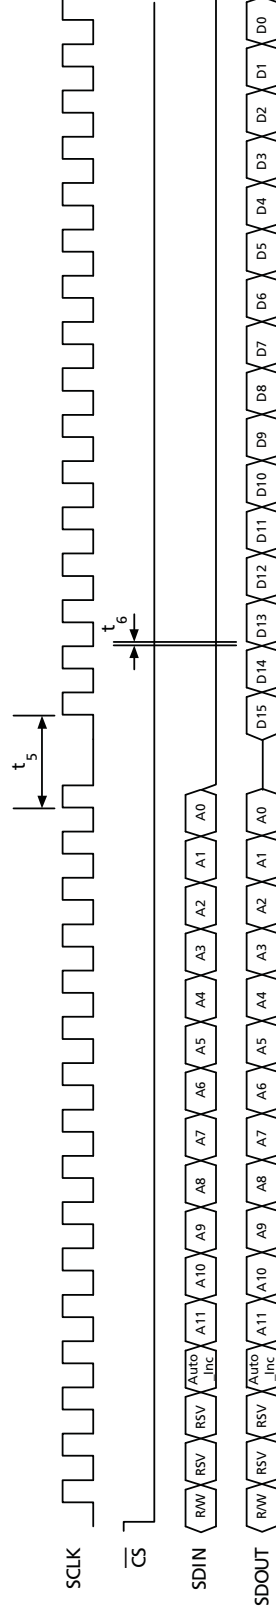 SCLK
t5
t6
CS
SDIN R/W RSV RSV Auto_Inc A11 A10 A9 A8 A7 A6 A5 A4 A3 A2 A1 A0
SDOUT R/W RSV RSV Auto_Inc A11 A10 A9 A8 A7 A6 A5 A4 A3 A2 A1 A0 D15 D14 D13 D12 D11 D10 D9 D8 D7 D6 D5 D4 D3 D2 D1 D0